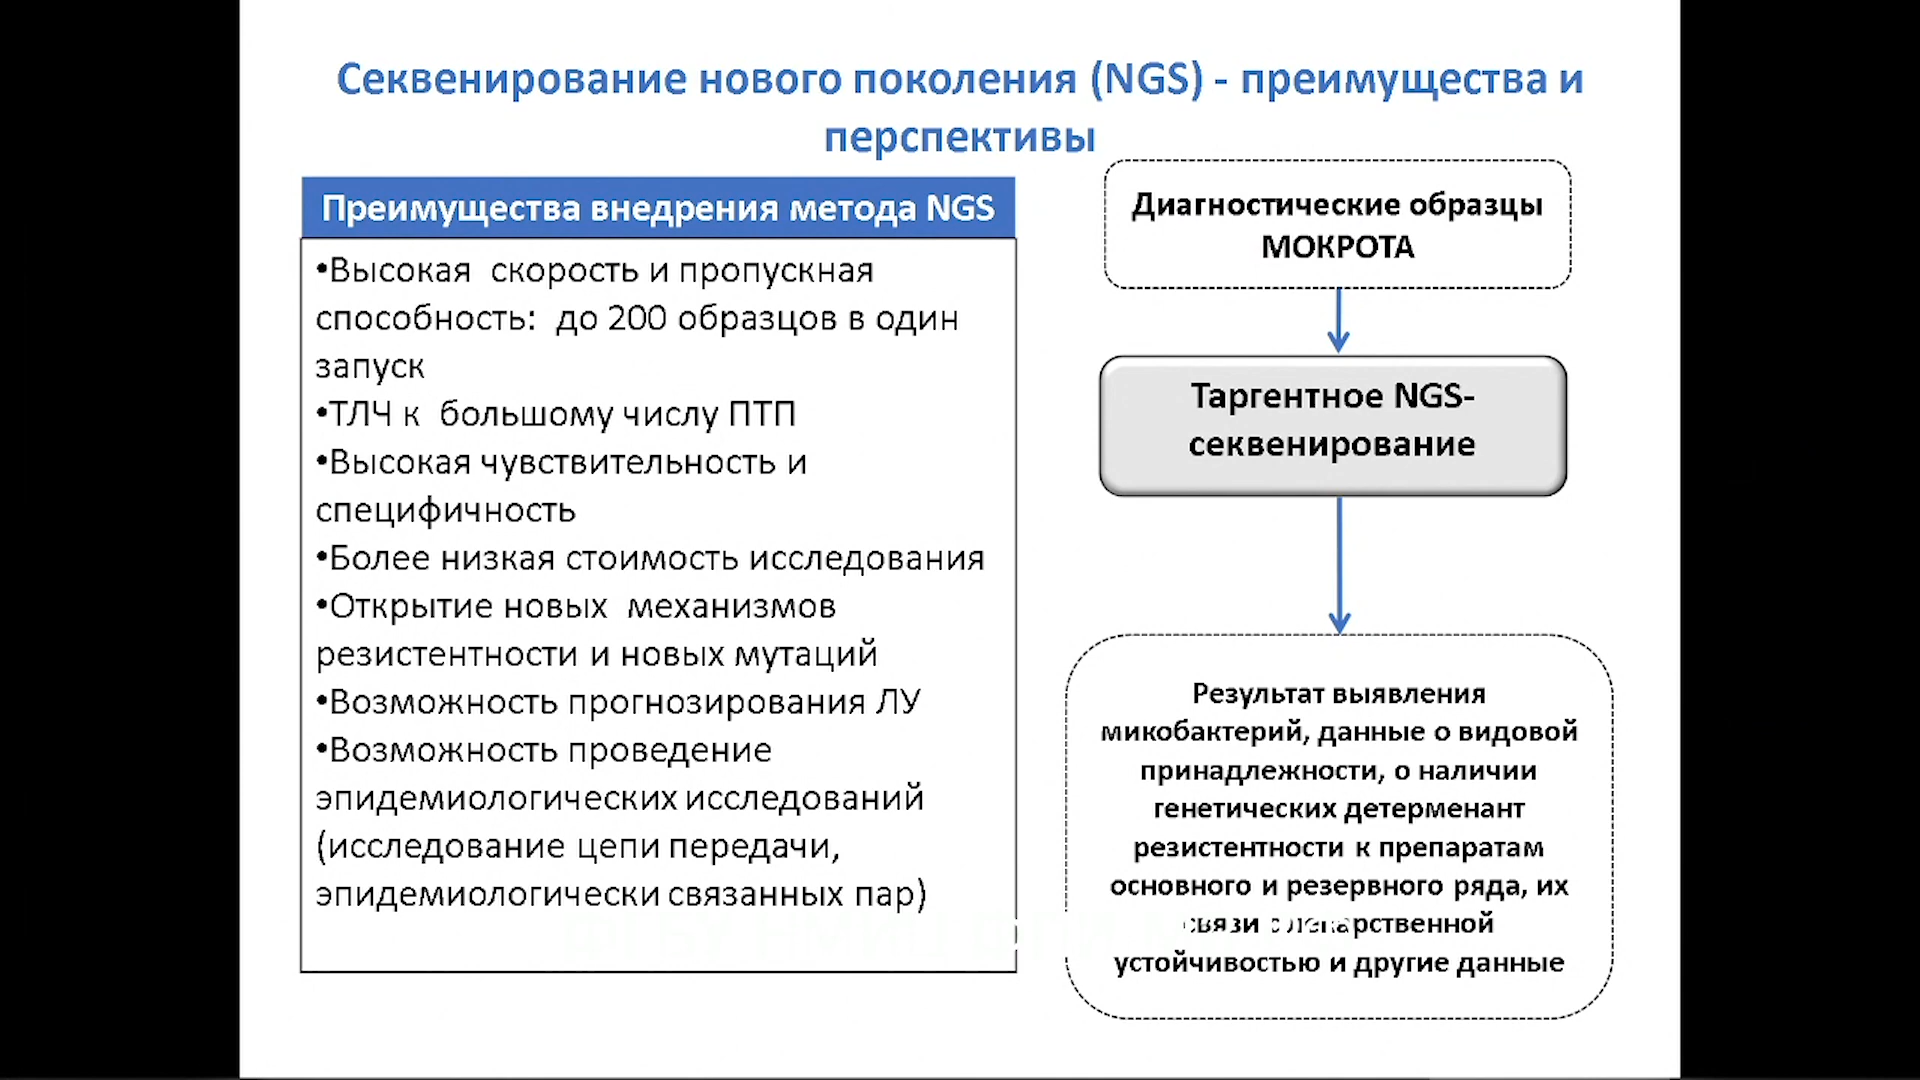 Секвенирование нового поколения (NGS) - преимущества и
перспективы
Преимущества внедрения метода NGS
•Высокая скорость и пропускная
способность: до 200 образцов в один
запуск
•ТЛЧ к большому числу ПТП
•Высокая чувствительность и
специфичность
•Более низкая стоимость исследования
•Открытие новых механизмов
резистентности и новых мутаций
•Возможность прогнозирования ЛУ
•Возможность проведение
эпидемиологических исследований
(исследование цепи передачи,
эпидемиологически связанных пар)
Диагностические образцы
МОКРОТА
Таргентное NGS-
секвенирование
Результат выявления
микобактерий, данные о видовой
принадлежности, о наличии
генетических детерменант
резистентности к препаратам
основного и резервного ряда, их
связи с лекарственной
устойчивостью и другие данные